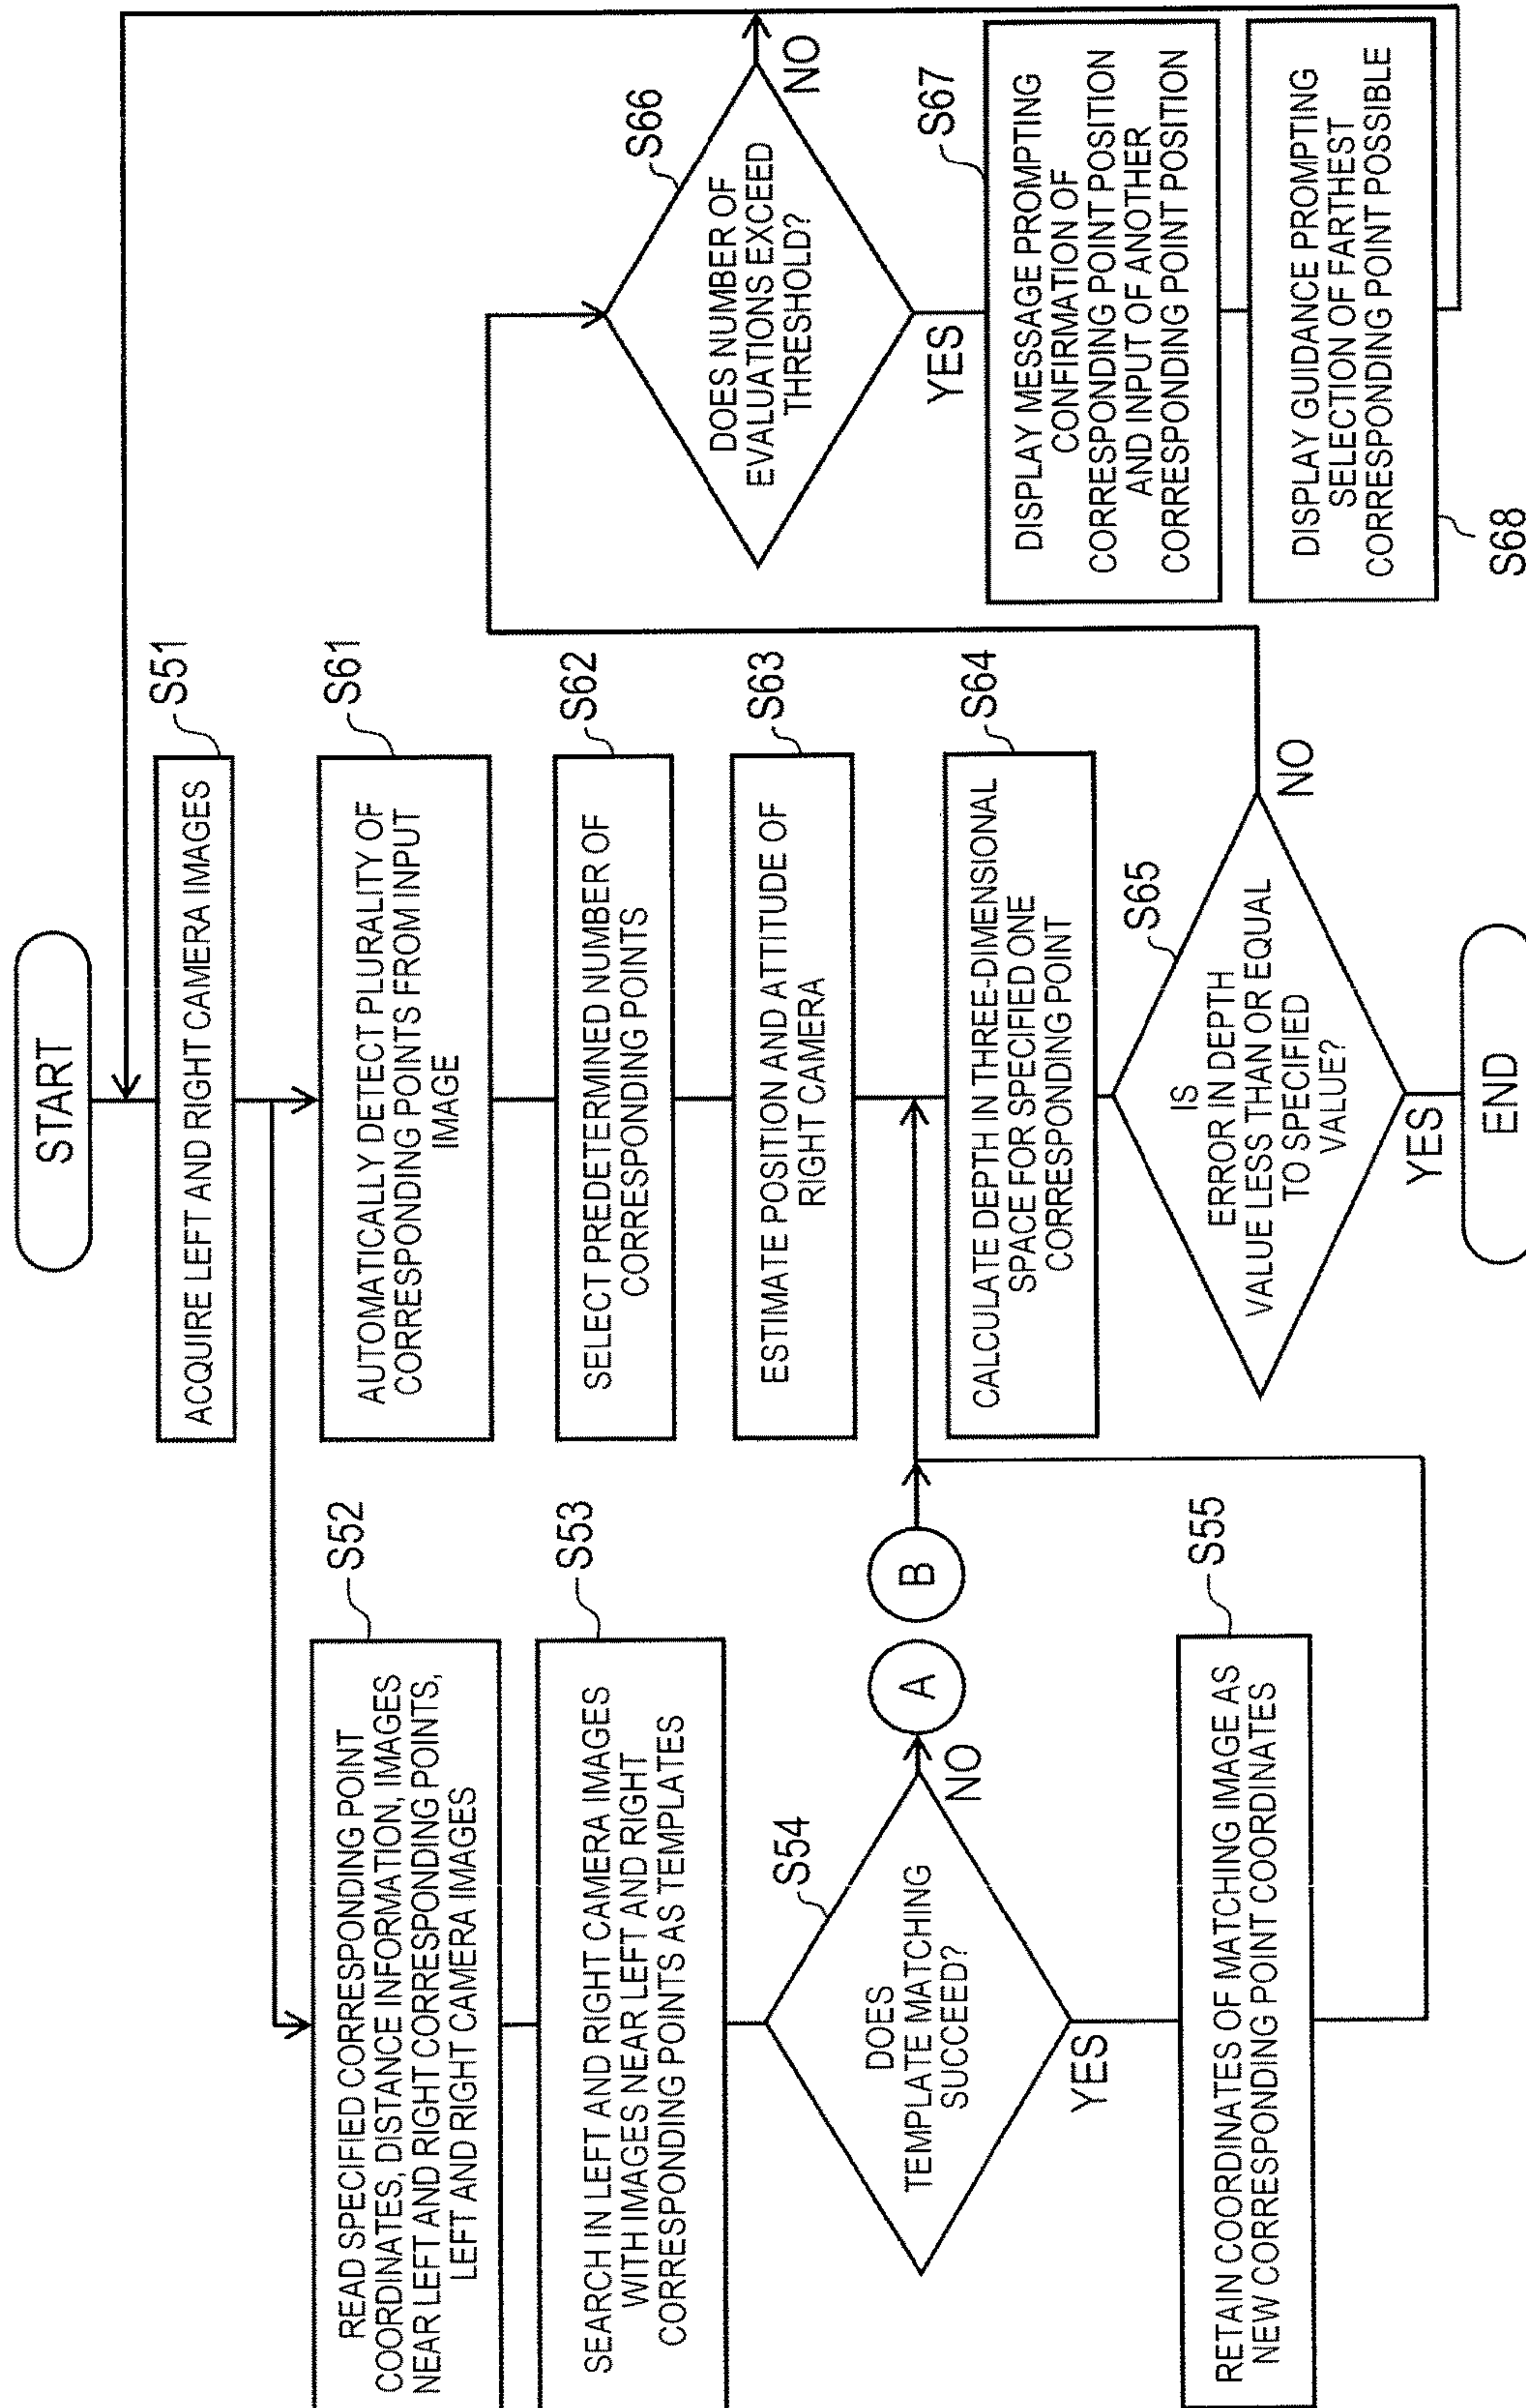 START
ACQUIRE LEFT AND RIGHT CAMERA IMAGES
S51
READ SPECIFIED CORRESPONDING POINT
COORDINATES, DISTANCE INFORMATION, IMAGES
NEAR LEFT AND RIGHT CORRESPONDING POINTS,
LEFT AND RIGHT CAMERA IMAGES
S52
SEARCH IN LEFT AND RIGHT CAMERA IMAGES
WITH IMAGES NEAR LEFT AND RIGHT
CORRESPONDING POINTS AS TEMPLATES
S53
DOES
TEMPLATE MATCHING
SUCCEED?
S54
NO
A
B
YES
RETAIN COORDINATES OF MATCHING IMAGE AS
NEW CORRESPONDING POINT COORDINATES
S55
AUTOMATICALLY DETECT PLURALITY OF
CORRESPONDING POINTS FROM INPUT
IMAGE
S61
SELECT PREDETERMINED NUMBER OF
CORRESPONDING POINTS
S62
ESTIMATE POSITION AND ATTITUDE OF
RIGHT CAMERA
S63
CALCULATE DEPTH IN THREE-DIMENSIONAL
SPACE FOR SPECIFIED ONE
CORRESPONDING POINT
S64
IS
ERROR IN DEPTH
VALUE LESS THAN OR EQUAL
TO SPECIFIED
VALUE?
S65
NO
YES
END
DOES NUMBER OF
EVALUATIONS EXCEED
THRESHOLD?
S66
NO
YES
DISPLAY MESSAGE PROMPTING
CONFIRMATION OF
CORRESPONDING POINT POSITION
AND INPUT OF ANOTHER
CORRESPONDING POINT POSITION
S67
DISPLAY GUIDANCE PROMPTING
SELECTION OF FARTHEST
CORRESPONDING POINT POSSIBLE
S68